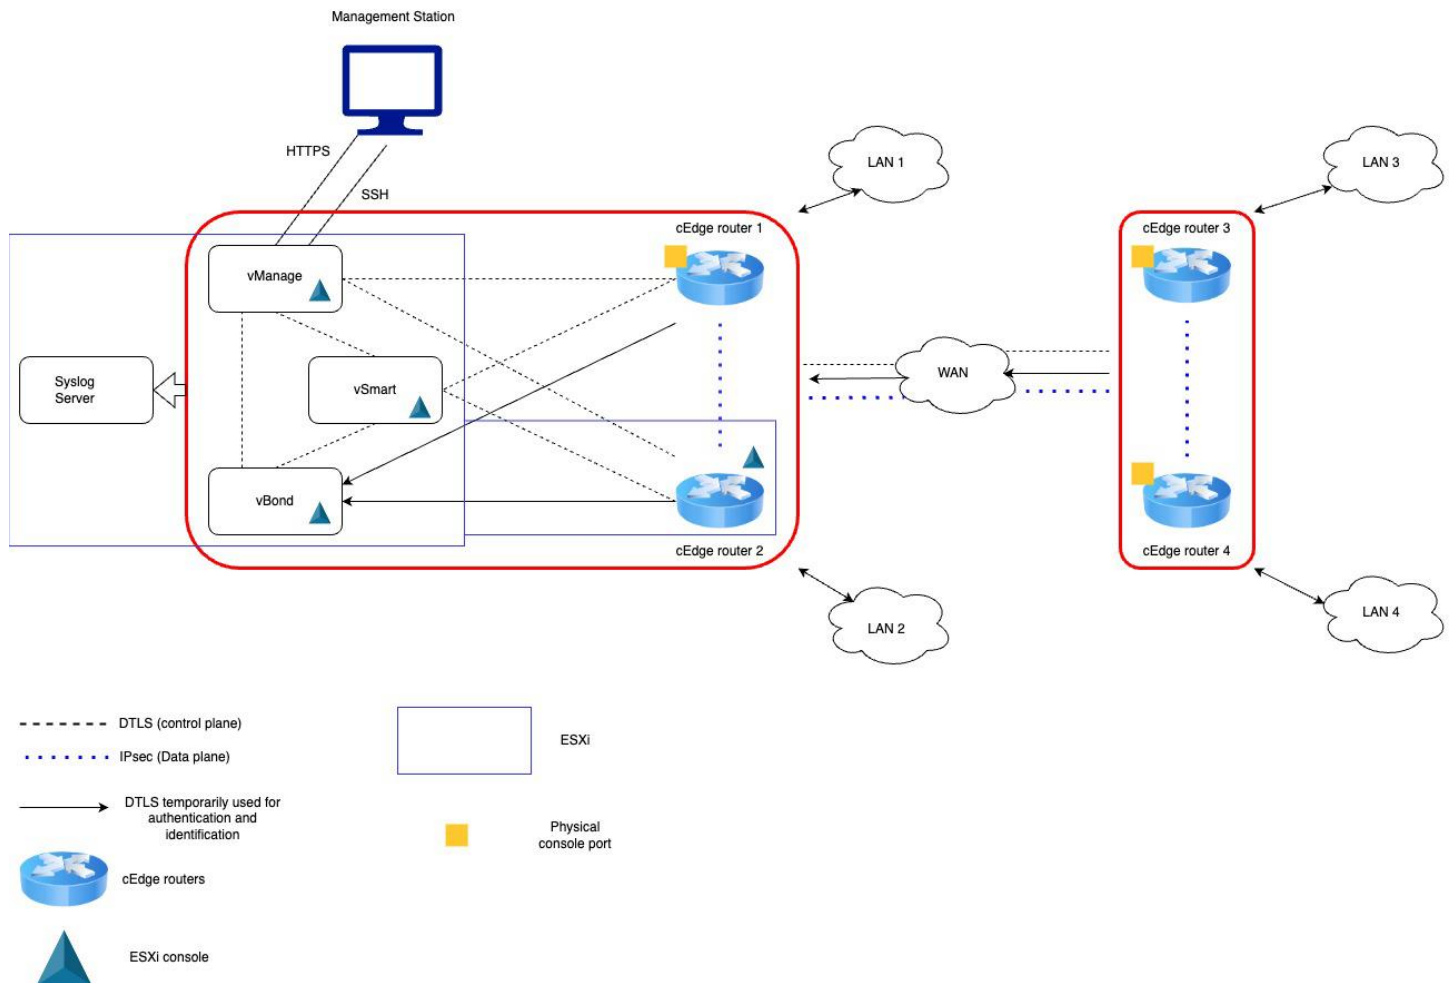 Management Station
HTTPS
SSH
LAN 1
LAN 3
cEdge router 1
cEdge router 3
vManage
Syslog
Server
vSmart
WAN
vBond
cEdge router 2
cEdge router 4
LAN 2
LAN 4
DTLS (control plane)
IPsec (Data plane)
ESXi
DTLS temporarily used for
authentication and
identification
Physical
console port
cEdge routers
ESXi console